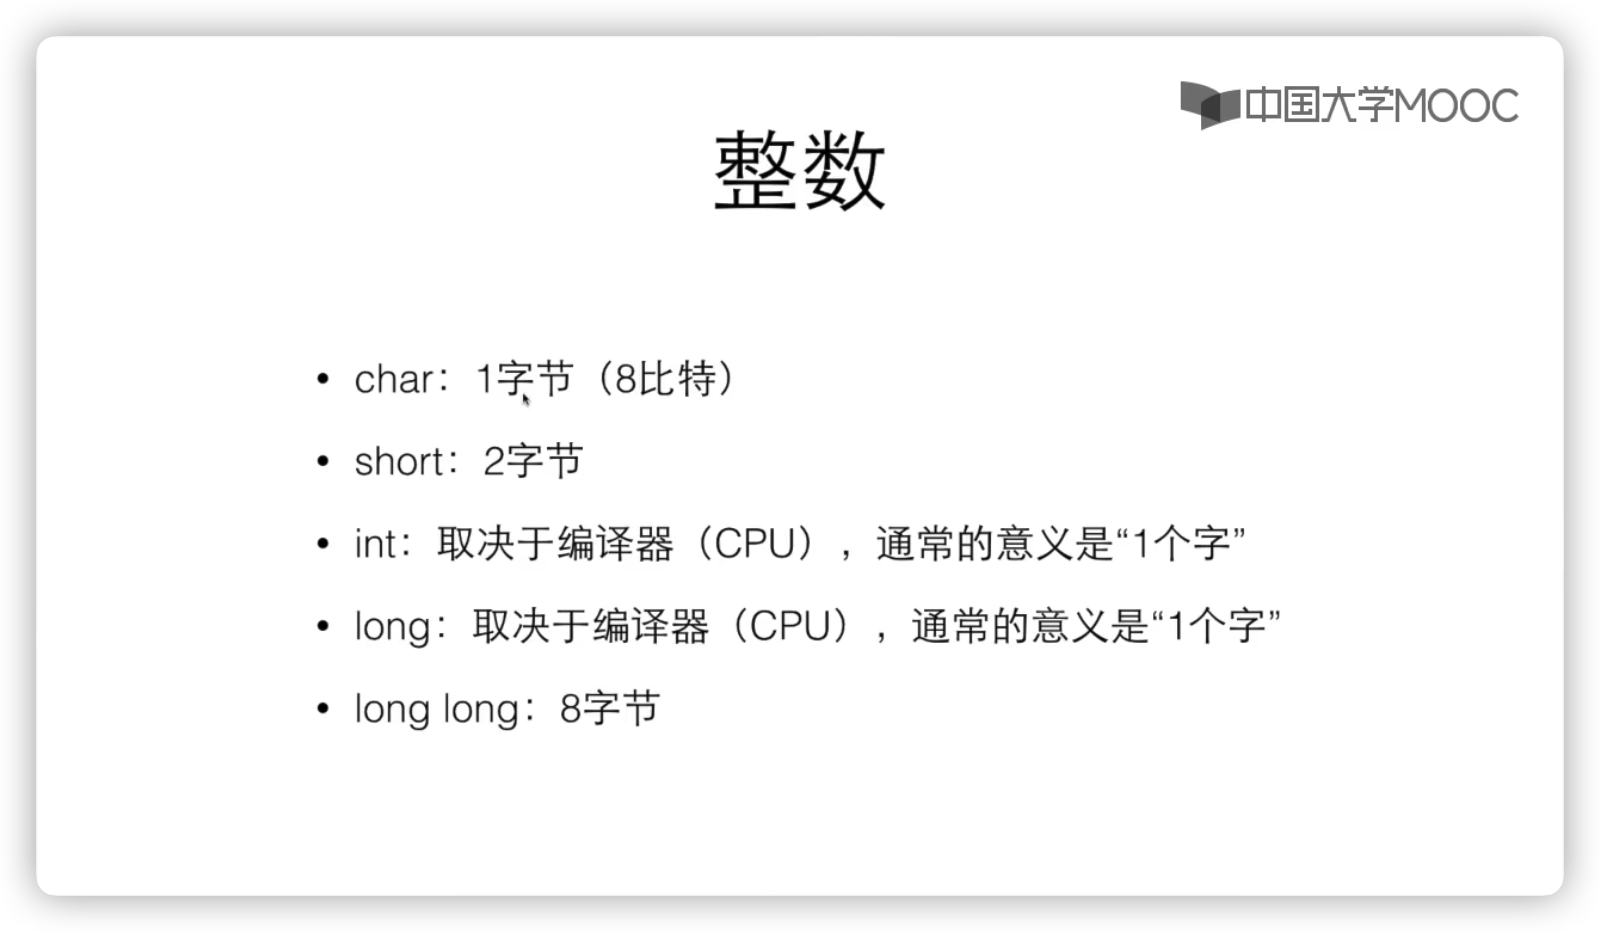 中国大学MOOC
整数
• char：1字节（8比特）
• short：2字节
• int：取决于编译器（CPU），通常的意义是“1个字”
• long：取决于编译器（CPU），通常的意义是“1个字”
• long long：8字节